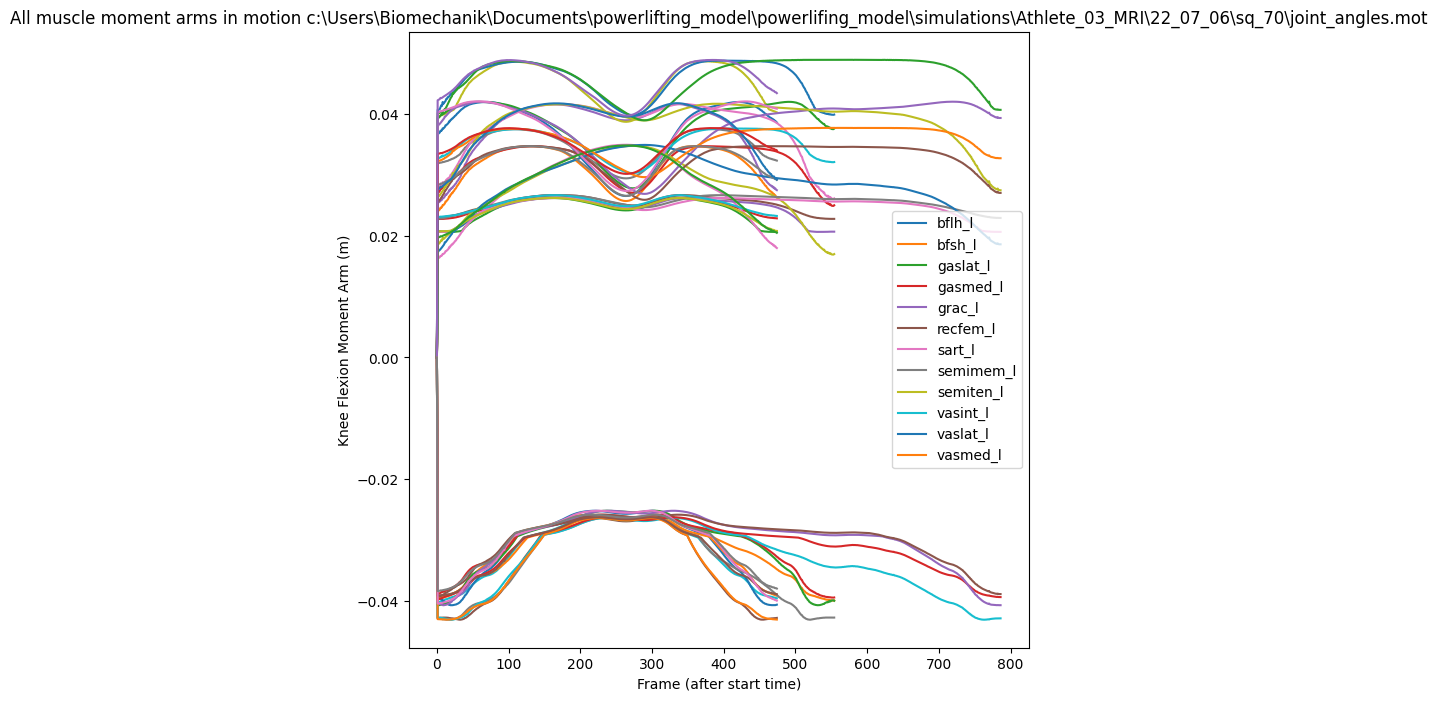 All muscle moment arms in motion c:\Users\Biomechanik\Documents\powerlifting_model\powerlifing_model\simulations\Athlete_03_MRI\22_07_06\sq_70\joint_angles.mot
Knee Flexion Moment Arm (m)
0.04
0.02
0.00
−0.02
−0.04
bflh_l
bfsh_l
gaslat_l
gasmed_l
grac_l
recfem_l
sart_l
semimem_l
semiten_l
vasint_l
vaslat_l
vasmed_l
0 100 200 300 400 500 600 700 800
Frame (after start time)